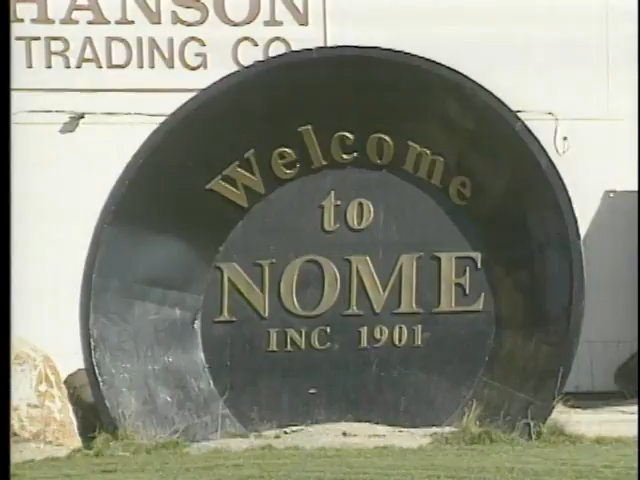 HANSON
TRADING CO
Welcome
to
NOME
INC. 1901